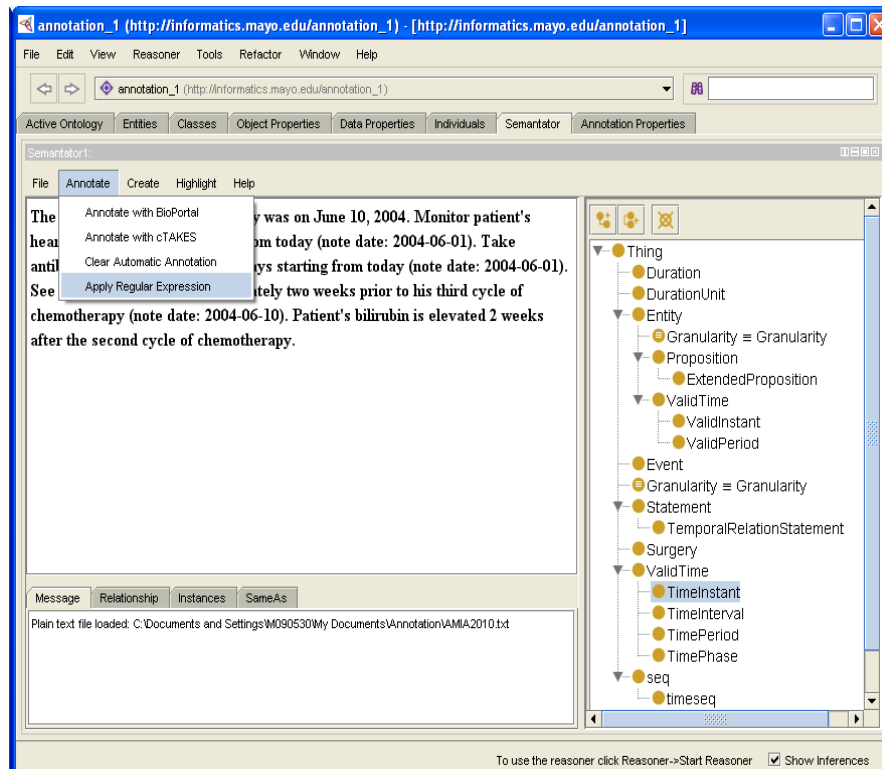 annotation_1 (http://informatics.mayo.edu/annotation_1) - [http://informatics.mayo.edu/annotation_1]
File Edit View Reasoner Tools Refactor Window Help
annotation_1 (http://informatics.mayo.edu/annotation_1)
Active Ontology Entities Classes Object Properties Data Properties Individuals Semantator Annotation Properties
Semantator1:
File Annotate Create Highlight Help
Annotate with BioPortal
Annotate with cTAKES
Clear Automatic Annotation
Apply Regular Expression
The y was on June 10, 2004. Monitor patient's
hear om today (note date: 2004-06-01). Take
anti ys starting from today (note date: 2004-06-01).
See tely two weeks prior to his third cycle of
chemotherapy (note date: 2004-06-10). Patient's bilirubin is elevated 2 weeks
after the second cycle of chemotherapy.
Thing
Duration
DurationUnit
Entity
Granularity ≡ Granularity
Proposition
ExtendedProposition
ValidTime
ValidInstant
ValidPeriod
Event
Granularity ≡ Granularity
Statement
TemporalRelationStatement
Surgery
ValidTime
TimeInstant
TimeInterval
TimePeriod
TimePhase
seq
timeseq
Message Relationship Instances SameAs
Plain text file loaded: C:\Documents and Settings\M090530\My Documents\Annotation\AMIA2010.txt
To use the reasoner click Reasoner->Start Reasoner Show Inferences